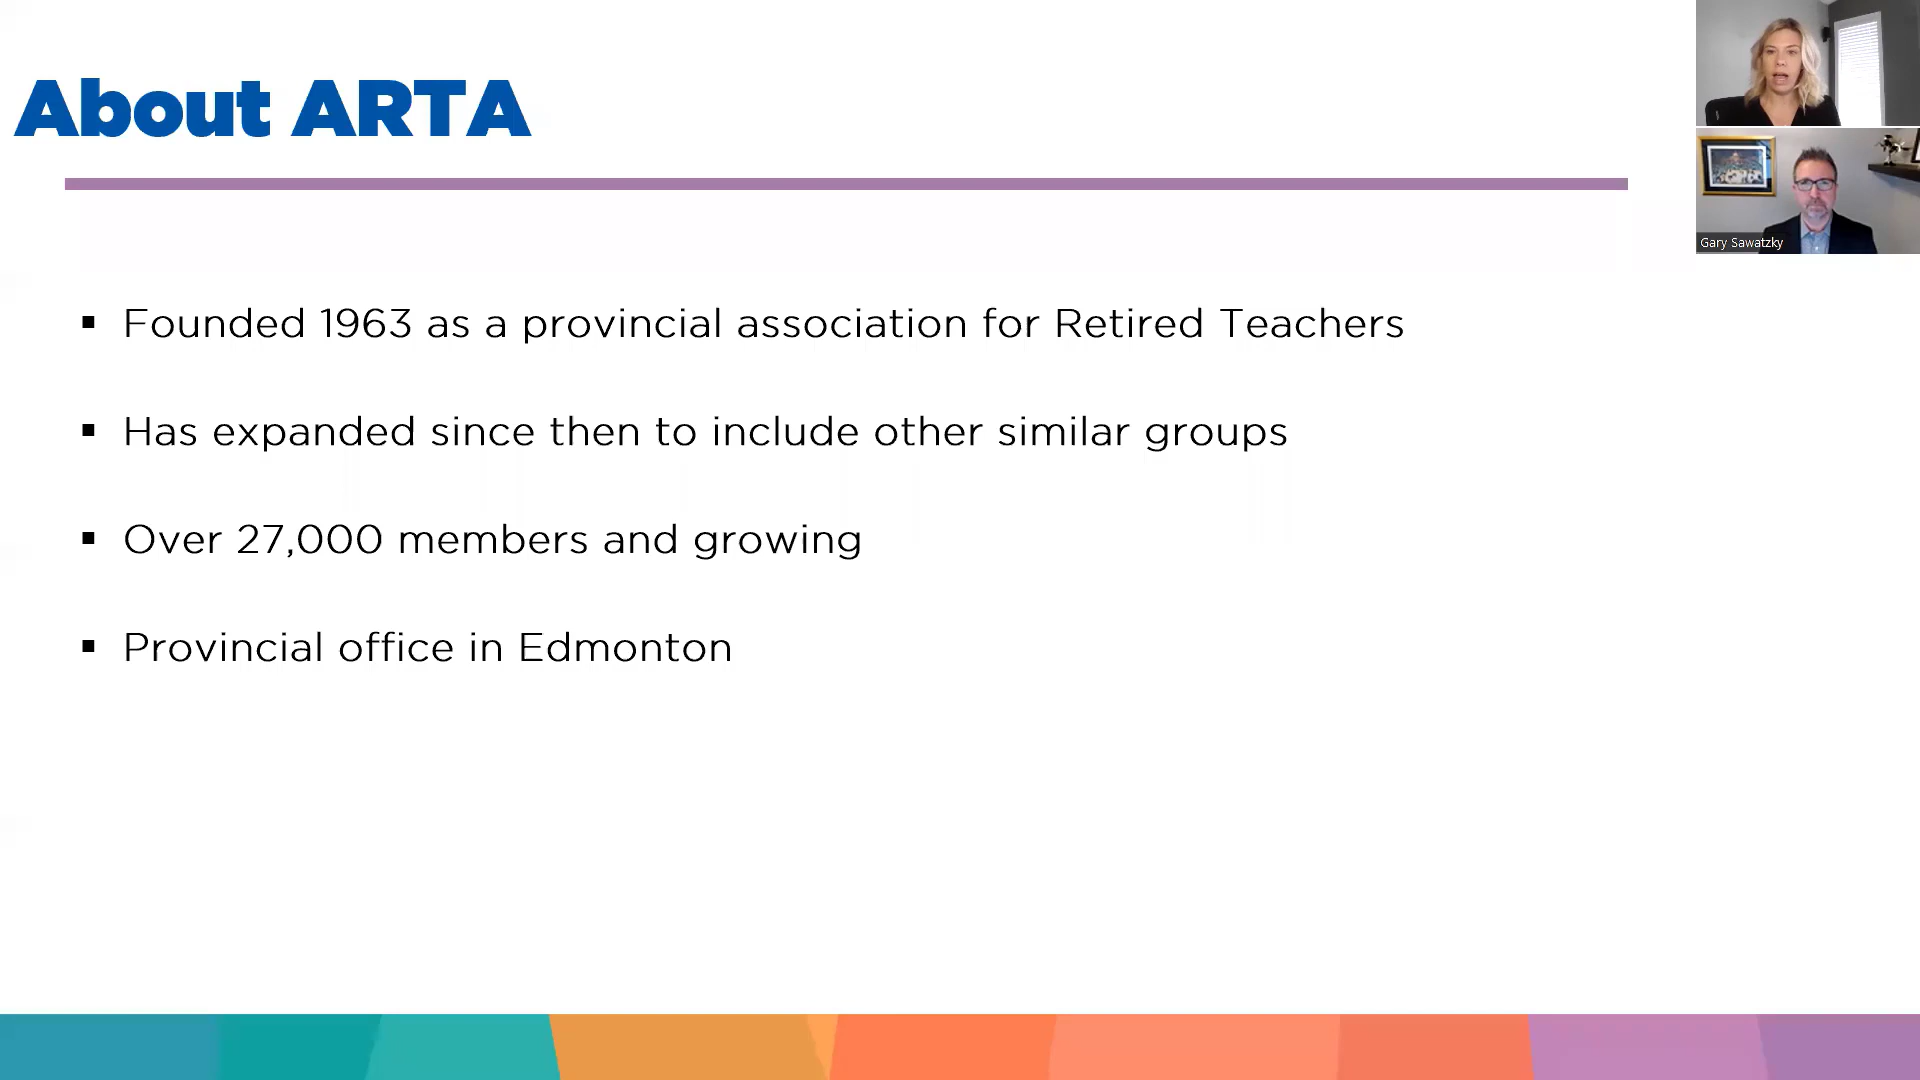 About ARTA
Gary Sawatzky
▪ Founded 1963 as a provincial association for Retired Teachers
▪ Has expanded since then to include other similar groups
▪ Over 27,000 members and growing
▪ Provincial office in Edmonton